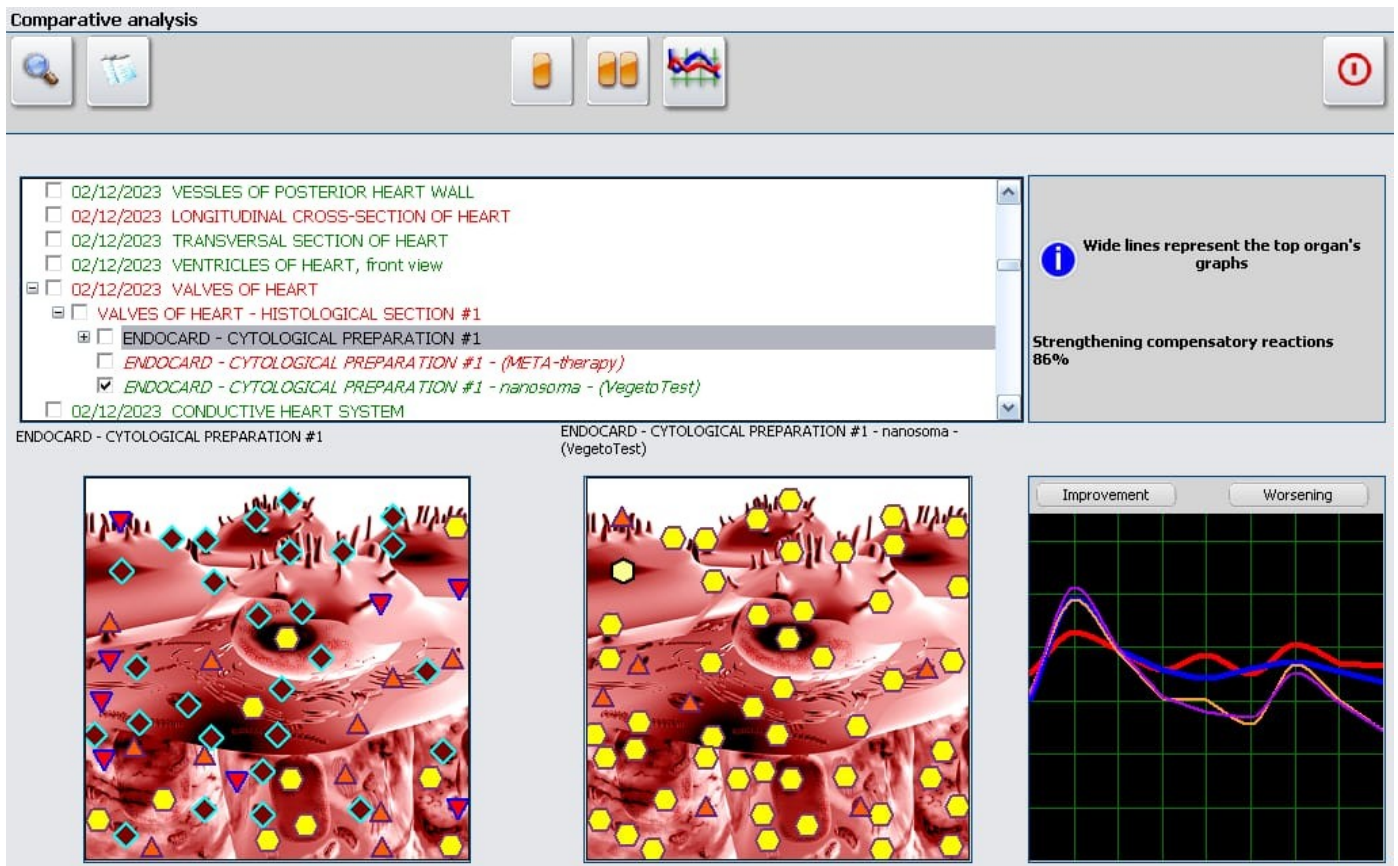 Comparative analysis
02/12/2023 VESSLES OF POSTERIOR HEART WALL
02/12/2023 LONGITUDINAL CROSS-SECTION OF HEART
02/12/2023 TRANSVERSAL SECTION OF HEART
02/12/2023 VENTRICLES OF HEART, front view
02/12/2023 VALVES OF HEART
VALVES OF HEART - HISTOLOGICAL SECTION #1
ENDOCARD - CYTOLOGICAL PREPARATION #1
ENDOCARD - CYTOLOGICAL PREPARATION #1 - (META-therapy)
ENDOCARD - CYTOLOGICAL PREPARATION #1 - nanosoma - (VegetoTest)
02/12/2023 CONDUCTIVE HEART SYSTEM
Wide lines represent the top organ's
graphs
Strengthening compensatory reactions
86%
ENDOCARD - CYTOLOGICAL PREPARATION #1
ENDOCARD - CYTOLOGICAL PREPARATION #1 - nanosoma -
(VegetoTest)
Improvement
Worsening